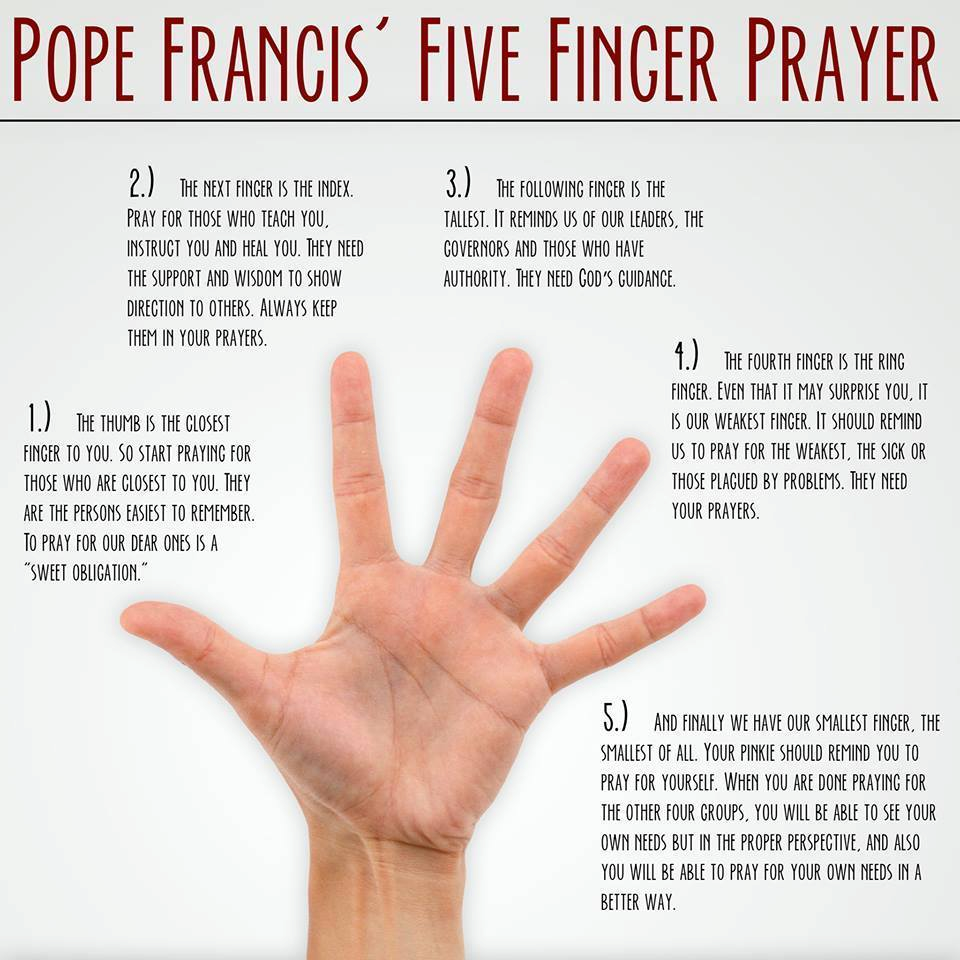 Pope Francis´ Five Finger Prayer
1.) The thumb is the closest
finger to you. So start praying for
those who are closest to you. They
are the persons easiest to remember.
To pray for our dear ones is a
"sweet obligation."
2.) The next finger is the index.
Pray for those who teach you,
instruct you and heal you. They need
the support and wisdom to show
direction to others. Always keep
them in your prayers.
3.) The following finger is the
tallest. It reminds us of our leaders, the
governors and those who have
authority. They need God's guidance.
4.) The fourth finger is the ring
finger. Even that it may surprise you, it
is our weakest finger. It should remind
us to pray for the weakest, the sick or
those plagued by problems. They need
your prayers.
5.) And finally we have our smallest finger, the
smallest of all. Your pinkie should remind you to
pray for yourself. When you are done praying for
the other four groups, you will be able to see your
own needs but in the proper perspective, and also
you will be able to pray for your own needs in a
better way.